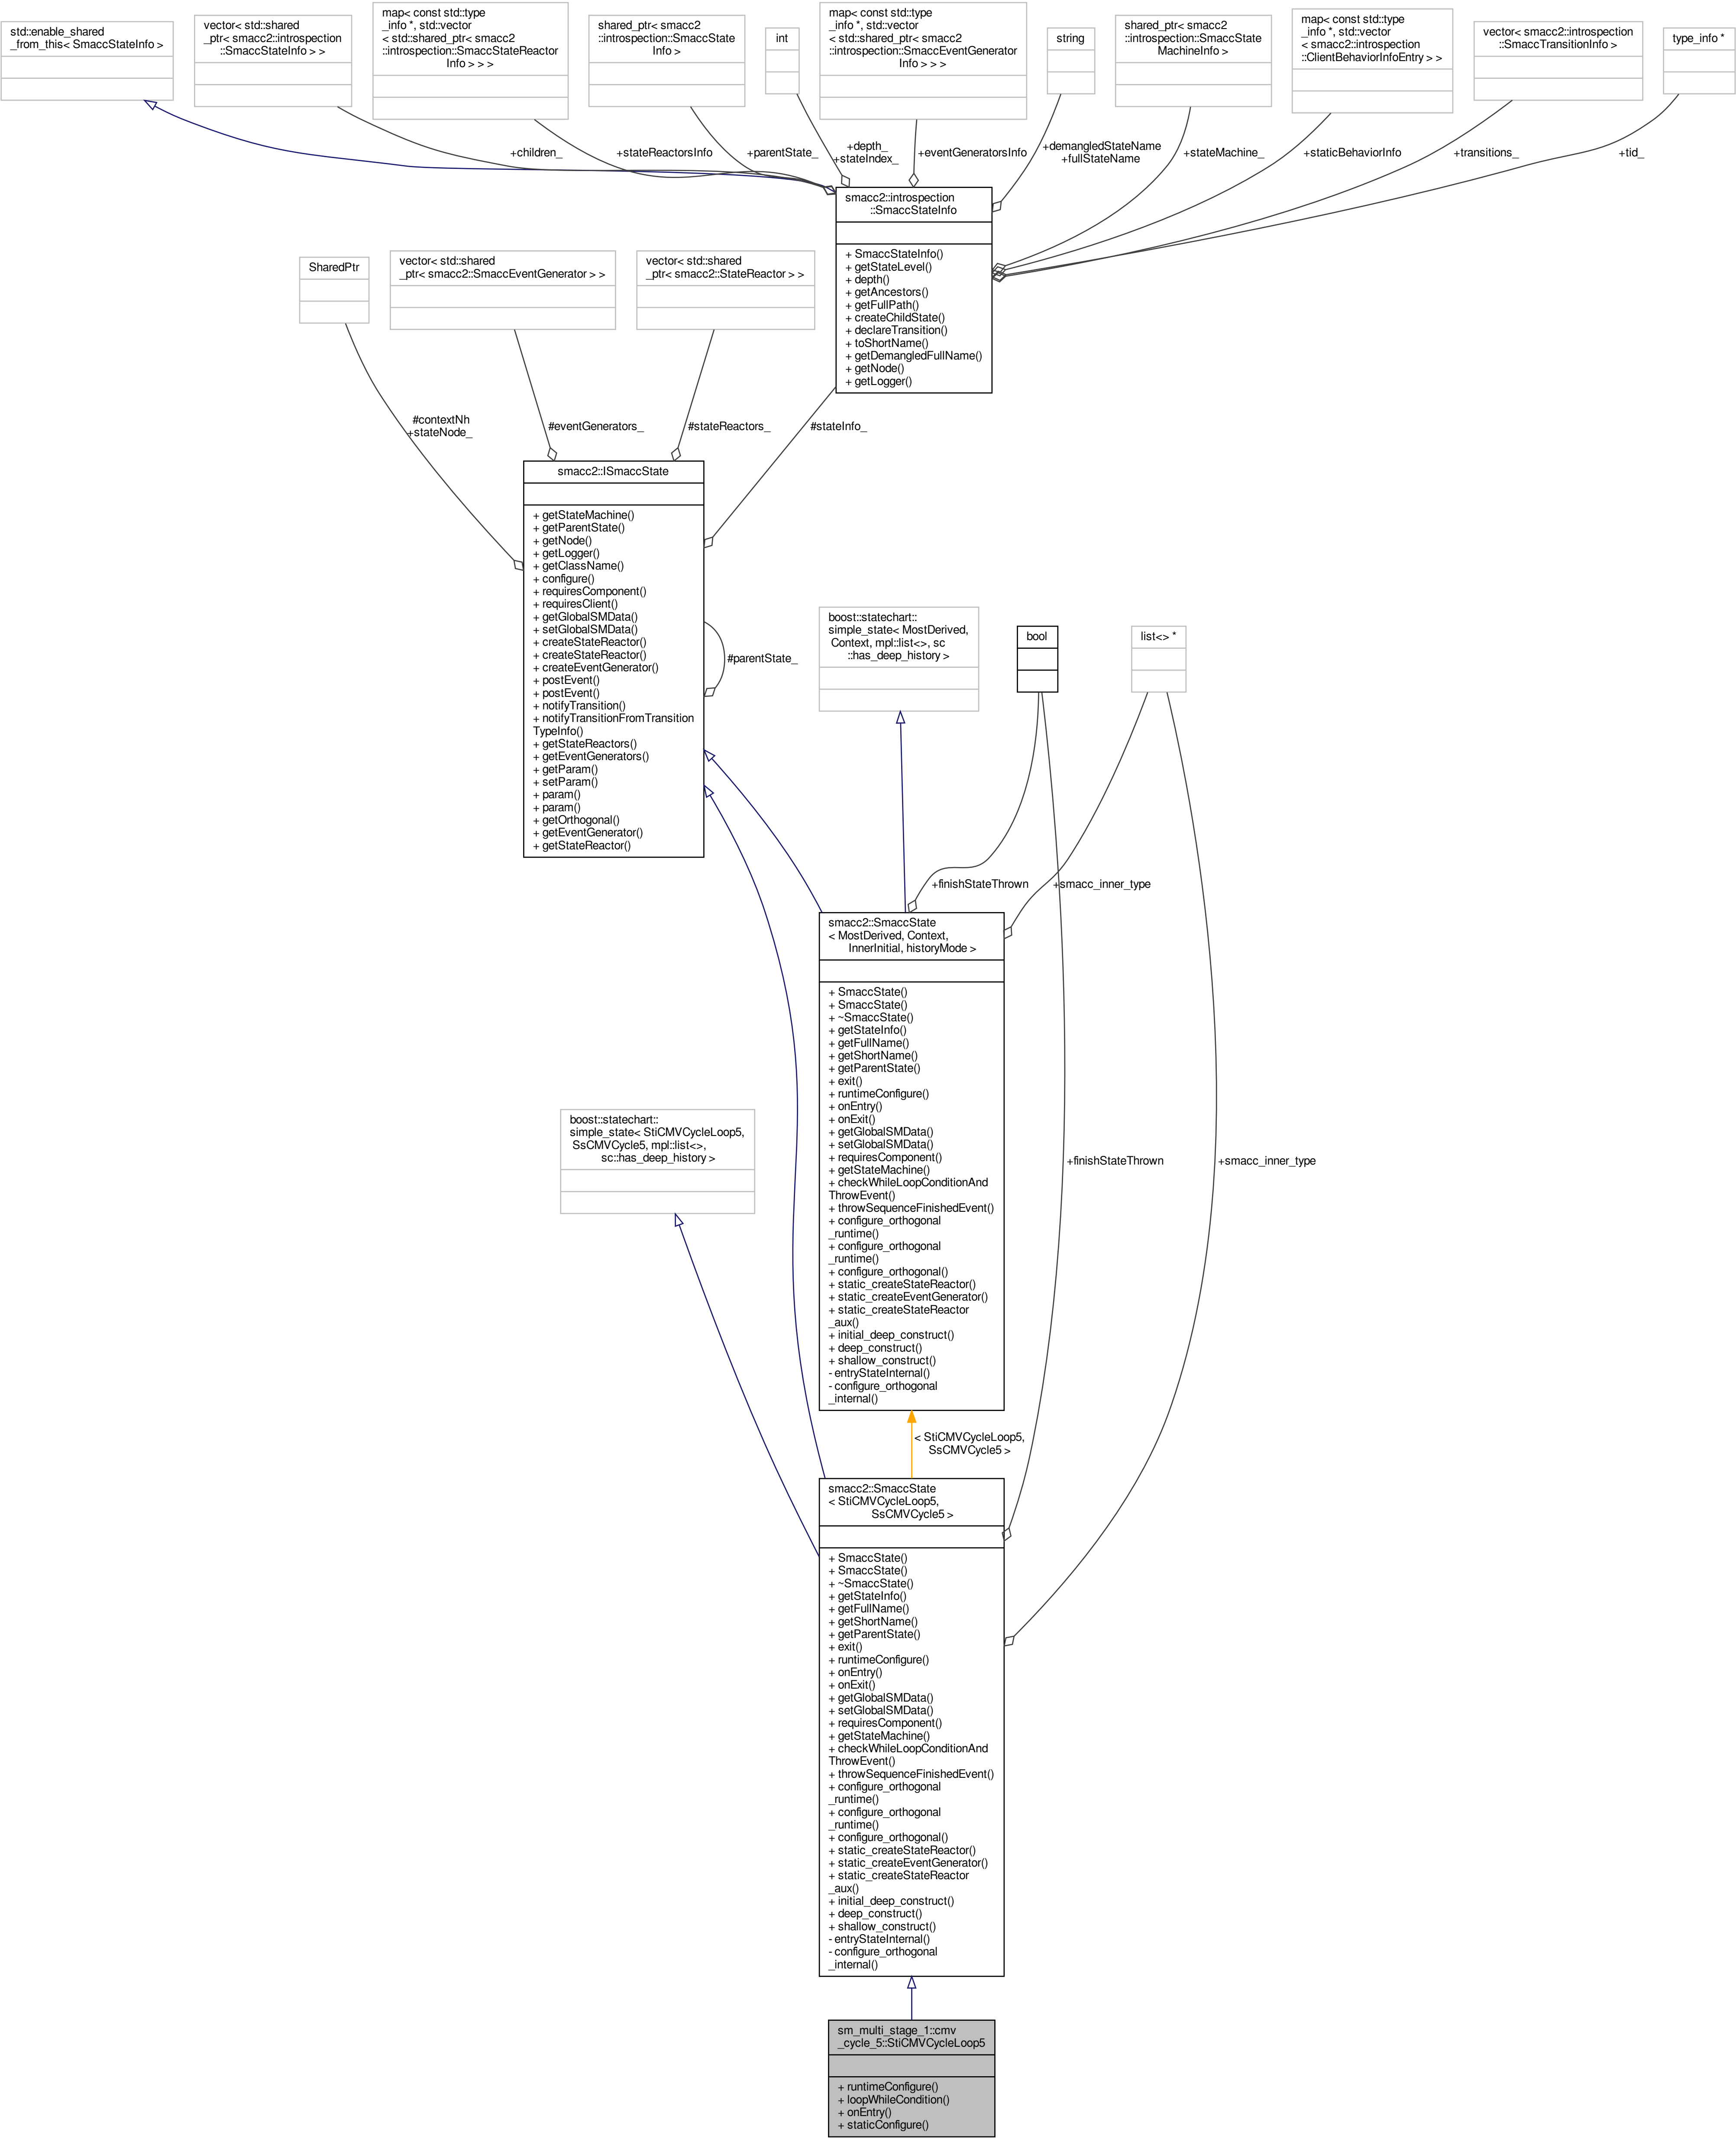 std::enable_shared
_from_this< SmaccStateInfo >
vector< std::shared
_ptr< smacc2::introspection
::SmaccStateInfo > >
map< const std::type
_info *, std::vector
< std::shared_ptr< smacc2
::introspection::SmaccStateReactor
Info > > >
shared_ptr< smacc2
::introspection::SmaccState
Info >
int
map< const std::type
_info *, std::vector
< std::shared_ptr< smacc2
::introspection::SmaccEventGenerator
Info > > >
string
shared_ptr< smacc2
::introspection::SmaccState
MachineInfo >
map< const std::type
_info *, std::vector
< smacc2::introspection
::ClientBehaviorInfoEntry > >
vector< smacc2::introspection
::SmaccTransitionInfo >
type_info *
+children_
+stateReactorsInfo
+parentState_
+depth_
+stateIndex_
+eventGeneratorsInfo
+demangledStateName
+fullStateName
+stateMachine_
+staticBehaviorInfo
+transitions_
+tid_
smacc2::introspection
::SmaccStateInfo
+ SmaccStateInfo()
+ getStateLevel()
+ depth()
+ getAncestors()
+ getFullPath()
+ createChildState()
+ declareTransition()
+ toShortName()
+ getDemangledFullName()
+ getNode()
+ getLogger()
SharedPtr
vector< std::shared
_ptr< smacc2::SmaccEventGenerator > >
vector< std::shared
_ptr< smacc2::StateReactor > >
#contextNh
+stateNode_
#eventGenerators_
#stateReactors_
#stateInfo_
smacc2::ISmaccState
+ getStateMachine()
+ getParentState()
+ getNode()
+ getLogger()
+ getClassName()
+ configure()
+ requiresComponent()
+ requiresClient()
+ getGlobalSMData()
+ setGlobalSMData()
+ createStateReactor()
+ createStateReactor()
+ createEventGenerator()
+ postEvent()
+ postEvent()
+ notifyTransition()
+ notifyTransitionFromTransition
TypeInfo()
+ getStateReactors()
+ getEventGenerators()
+ getParam()
+ setParam()
+ param()
+ param()
+ getOrthogonal()
+ getEventGenerator()
+ getStateReactor()
#parentState_
boost::statechart::
simple_state< MostDerived,
Context, mpl::list<>, sc
::has_deep_history >
bool
list<> *
+finishStateThrown
+smacc_inner_type
smacc2::SmaccState
< MostDerived, Context,
InnerInitial, historyMode >
+ SmaccState()
+ SmaccState()
+ ~SmaccState()
+ getStateInfo()
+ getFullName()
+ getShortName()
+ getParentState()
+ exit()
+ runtimeConfigure()
+ onEntry()
+ onExit()
+ getGlobalSMData()
+ setGlobalSMData()
+ requiresComponent()
+ getStateMachine()
+ checkWhileLoopConditionAnd
ThrowEvent()
+ throwSequenceFinishedEvent()
+ configure_orthogonal
_runtime()
+ configure_orthogonal
_runtime()
+ configure_orthogonal()
+ static_createStateReactor()
+ static_createEventGenerator()
+ static_createStateReactor
_aux()
+ initial_deep_construct()
+ deep_construct()
+ shallow_construct()
- entryStateInternal()
- configure_orthogonal
_internal()
boost::statechart::
simple_state< StiCMVCycleLoop5,
SsCMVCycle5, mpl::list<>,
sc::has_deep_history >
+finishStateThrown
+smacc_inner_type
< StiCMVCycleLoop5,
SsCMVCycle5 >
smacc2::SmaccState
< StiCMVCycleLoop5,
SsCMVCycle5 >
+ SmaccState()
+ SmaccState()
+ ~SmaccState()
+ getStateInfo()
+ getFullName()
+ getShortName()
+ getParentState()
+ exit()
+ runtimeConfigure()
+ onEntry()
+ onExit()
+ getGlobalSMData()
+ setGlobalSMData()
+ requiresComponent()
+ getStateMachine()
+ checkWhileLoopConditionAnd
ThrowEvent()
+ throwSequenceFinishedEvent()
+ configure_orthogonal
_runtime()
+ configure_orthogonal
_runtime()
+ configure_orthogonal()
+ static_createStateReactor()
+ static_createEventGenerator()
+ static_createStateReactor
_aux()
+ initial_deep_construct()
+ deep_construct()
+ shallow_construct()
- entryStateInternal()
- configure_orthogonal
_internal()
sm_multi_stage_1::cmv
_cycle_5::StiCMVCycleLoop5
+ runtimeConfigure()
+ loopWhileCondition()
+ onEntry()
+ staticConfigure()